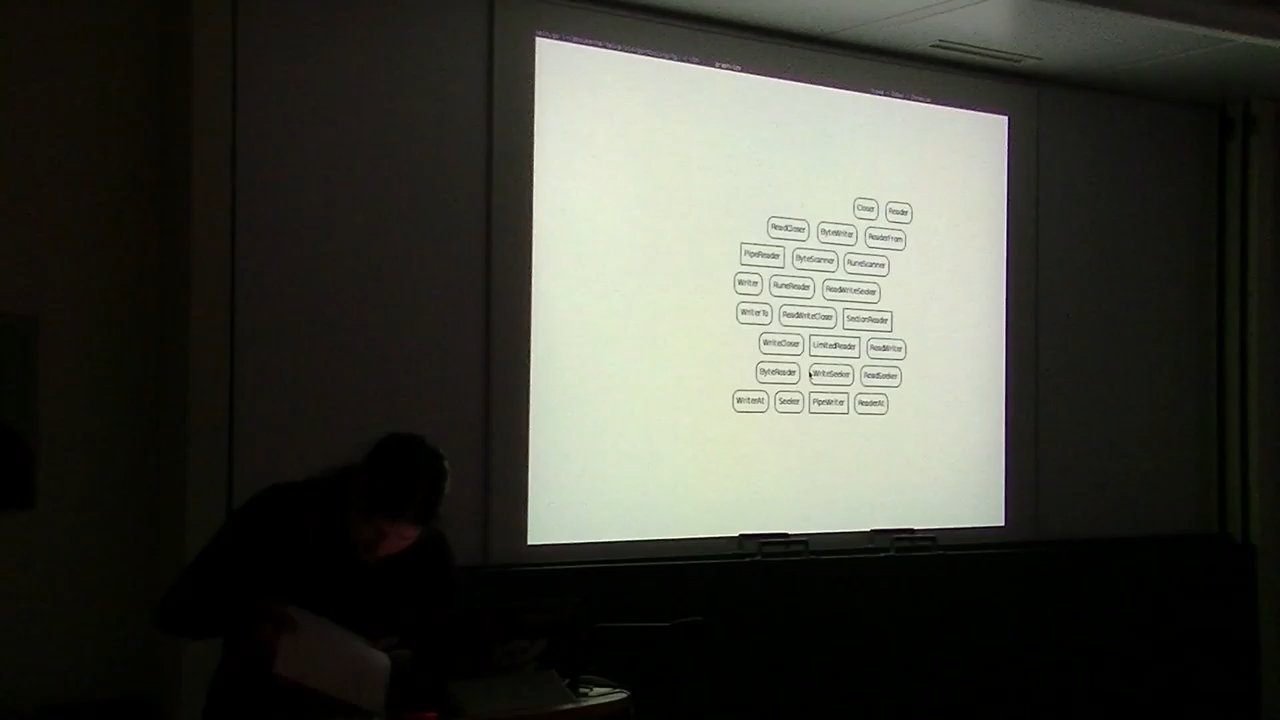 Closer Reader
ReadCloser ByteWriter ReaderFrom
PipeReader ByteScanner RuneScanner
Writer RuneReader ReadWriteSeeker
WriterTo ReadWriteCloser SectionReader
WriteCloser LimitedReader ReadWriter
ByteReader WriteSeeker ReadSeeker
WriterAt Seeker PipeWriter ReaderAt